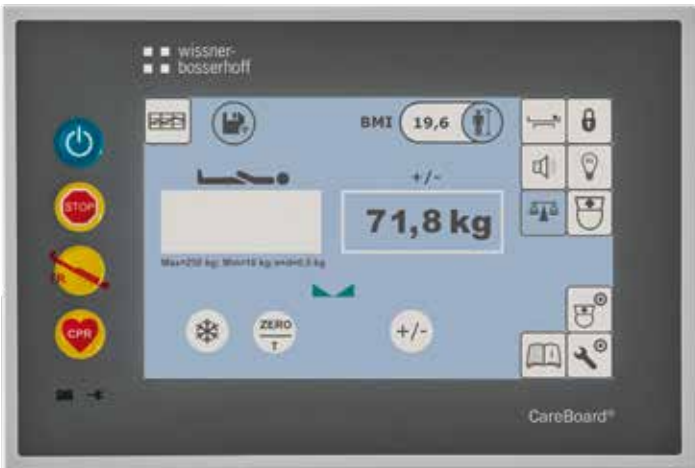 wissner-
bosserhoff
BMI 19,6
+/-
STOP
71,8 kg
Max=250 kg; Min=10 kg e=d=0,5 kg
CPR
ZERO
T
+/-
CareBoard®